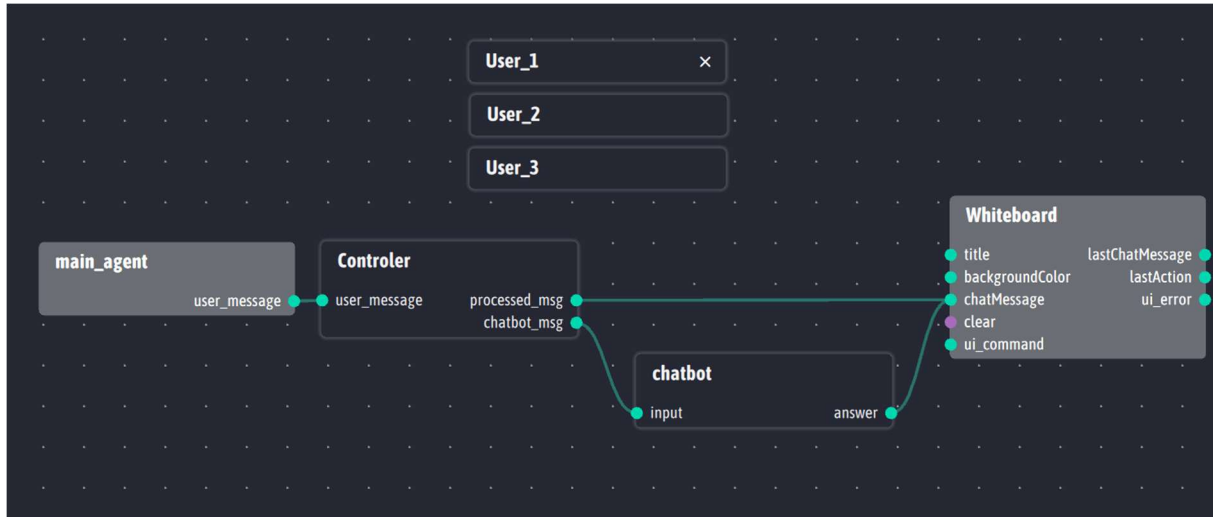 User_1 ×
User_2
User_3
main_agent
user_message
Controler
user_message processed_msg
chatbot_msg
chatbot
input answer
Whiteboard
title lastChatMessage
backgroundColor lastAction
chatMessage ui_error
clear
ui_command